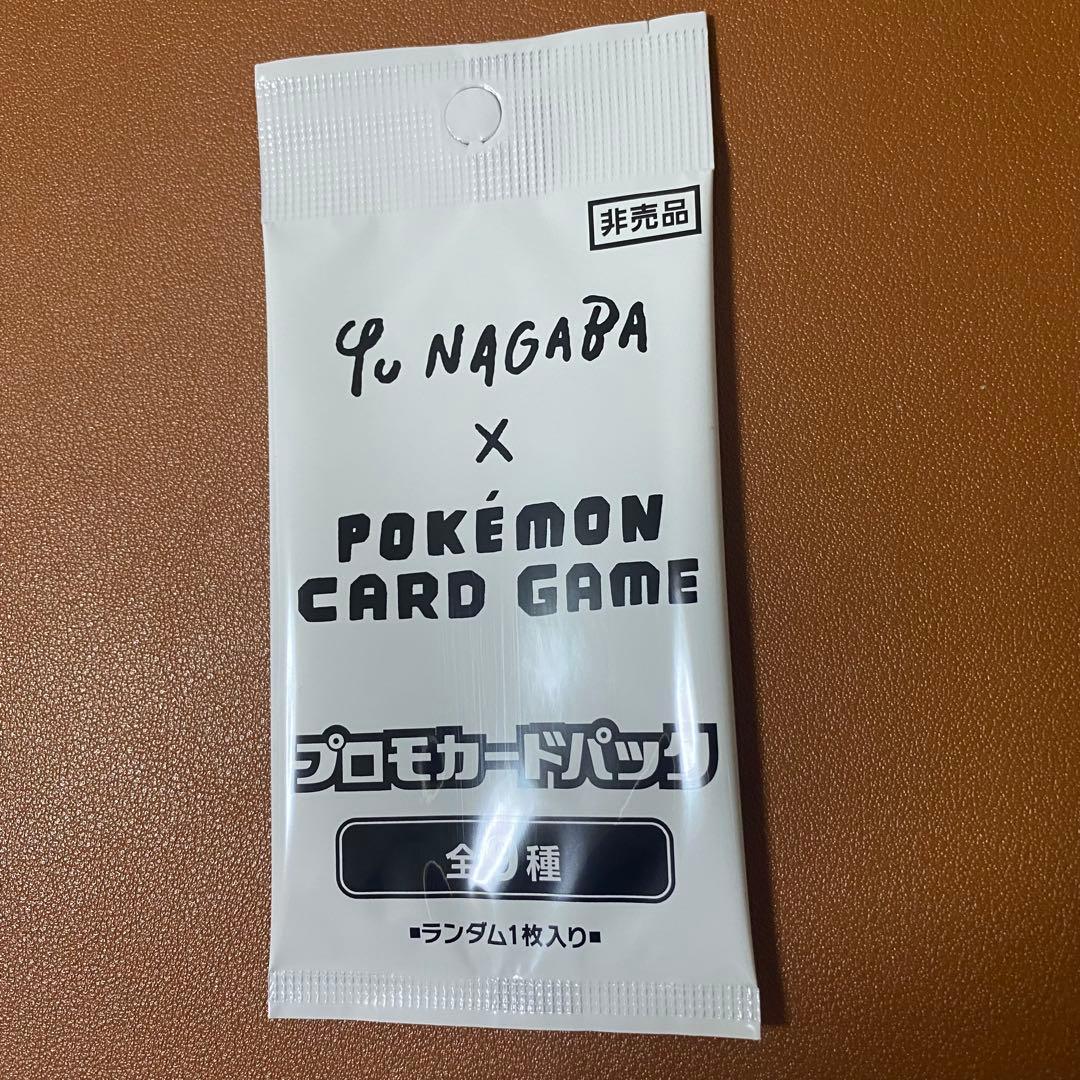 非売品
Yu NAGABA
×
POKÉMON
CARD GAME
プロモカードパック
全9種
▪ランダム1枚入り▪